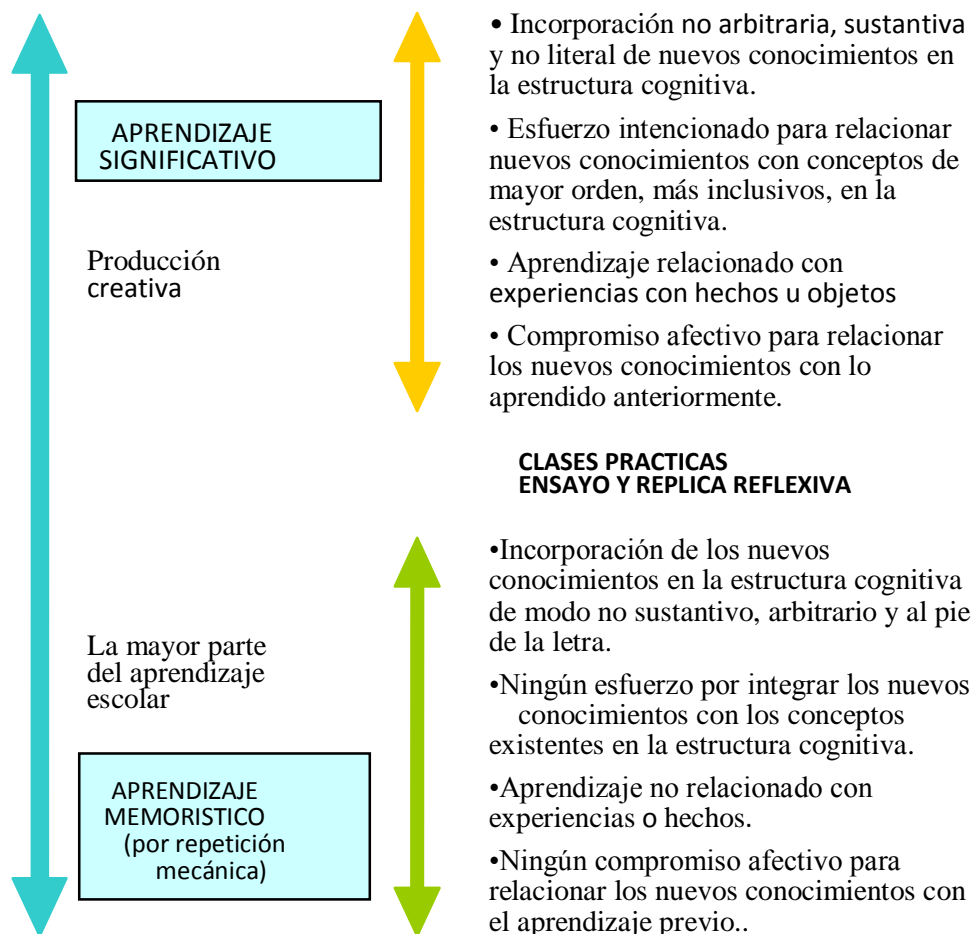 • Incorporación no arbitraria, sustantiva
y no literal de nuevos conocimientos en
la estructura cognitiva.
APRENDIZAJE
SIGNIFICATIVO
• Esfuerzo intencionado para relacionar
nuevos conocimientos con conceptos de
mayor orden, más inclusivos, en la
estructura cognitiva.
Producción
creativa
• Aprendizaje relacionado con
experiencias con hechos u objetos
• Compromiso afectivo para relacionar
los nuevos conocimientos con lo
aprendido anteriormente.
CLASES PRACTICAS
ENSAYO Y REPLICA REFLEXIVA
•Incorporación de los nuevos
conocimientos en la estructura cognitiva
de modo no sustantivo, arbitrario y al pie
de la letra.
La mayor parte
del aprendizaje
escolar
•Ningún esfuerzo por integrar los nuevos
conocimientos con los conceptos
existentes en la estructura cognitiva.
APRENDIZAJE
MEMORISTICO
(por repetición
mecánica)
•Aprendizaje no relacionado con
experiencias o hechos.
•Ningún compromiso afectivo para
relacionar los nuevos conocimientos con
el aprendizaje previo..